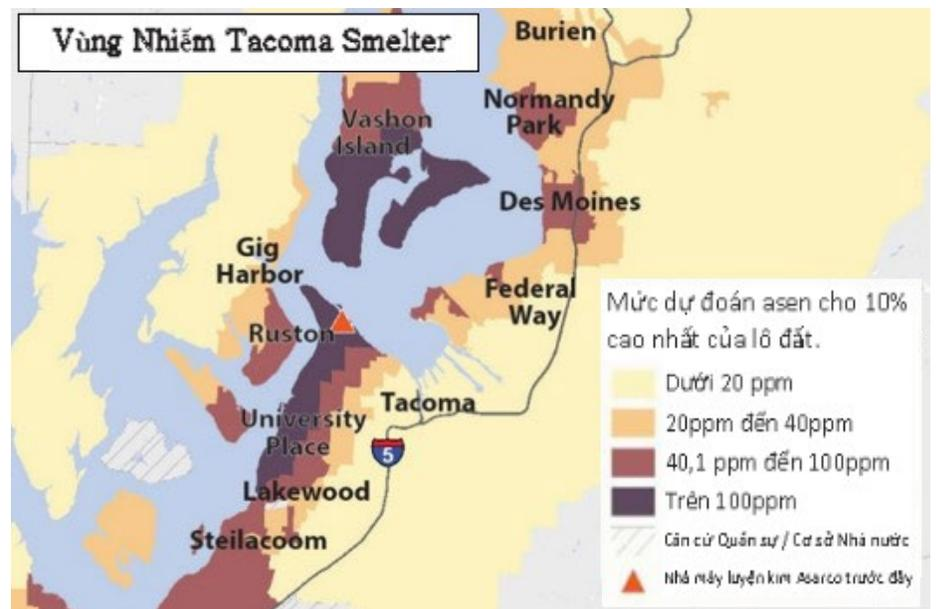 Vùng Nhiễm Tacoma Smelter
Burien
Normandy
Park
Vashon
Island
Des Moines
Gig
Harbor
Federal
Way
Ruston
Tacoma
University
Place
5
Lakewood
Steilacoom
Mức dự đoán asen cho 10%
cao nhất của lô đất.
Dưới 20 ppm
20ppm đến 40ppm
40,1 ppm đến 100ppm
Trên 100ppm
Căn cứ Quân sự / Cơ sở Nhà nước
Nhà máy luyện kim Asarco trước đây